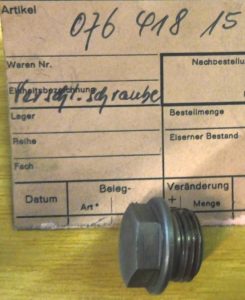 Artikel
076 418 15
Waren Nr.
Nachbestellu
Einheitsbezeichnung
Verschl.schraube
Lager
Bestellmenge
Reihe
Eiserner Bestand
Fach
Datum
Beleg-
Veränderung
Art
+
Menge